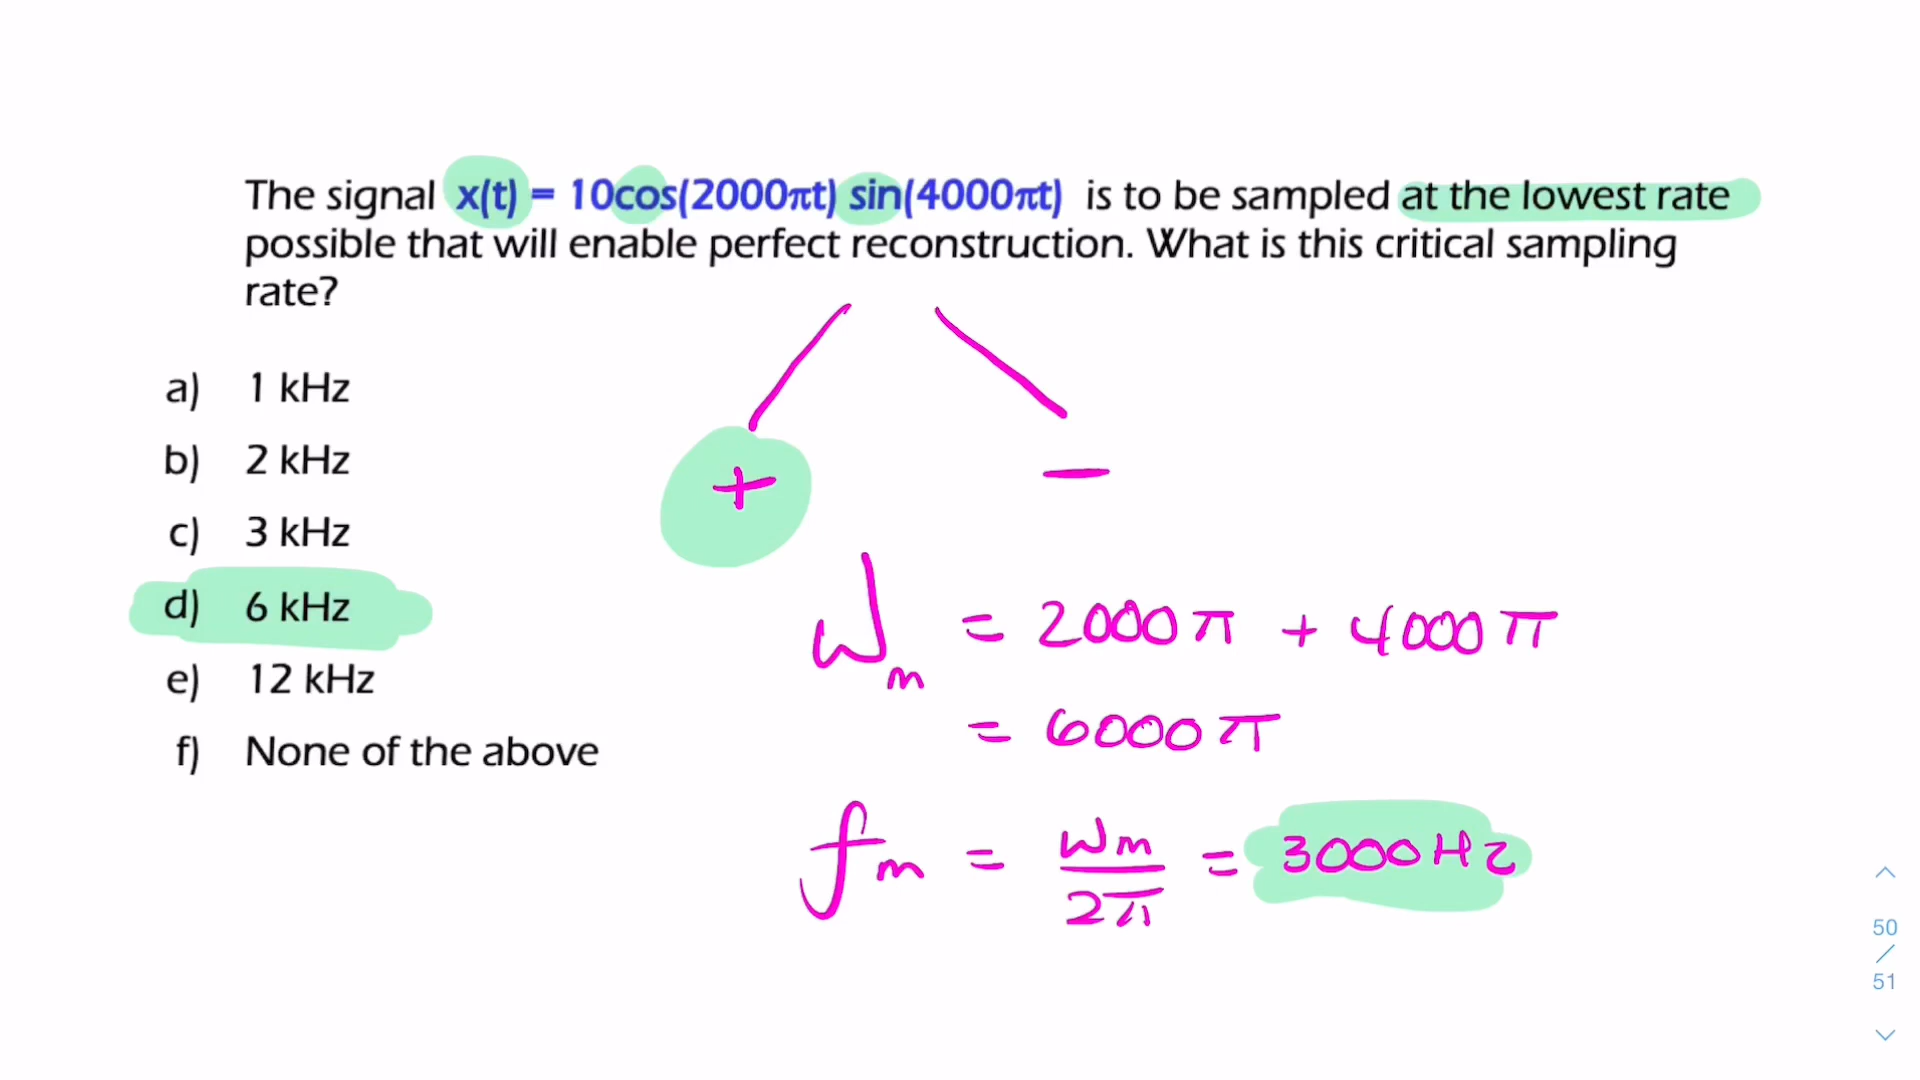 The signal x(t) = 10cos(2000πt) sin(4000πt) is to be sampled at the lowest rate
possible that will enable perfect reconstruction. What is this critical sampling
rate?
a) 1 kHz
b) 2 kHz
c) 3 kHz
d) 6 kHz
e) 12 kHz
f) None of the above
+ −
Wm = 2000π + 4000π
= 6000π
fm = Wm/2π = 3000Hz
50
/
51